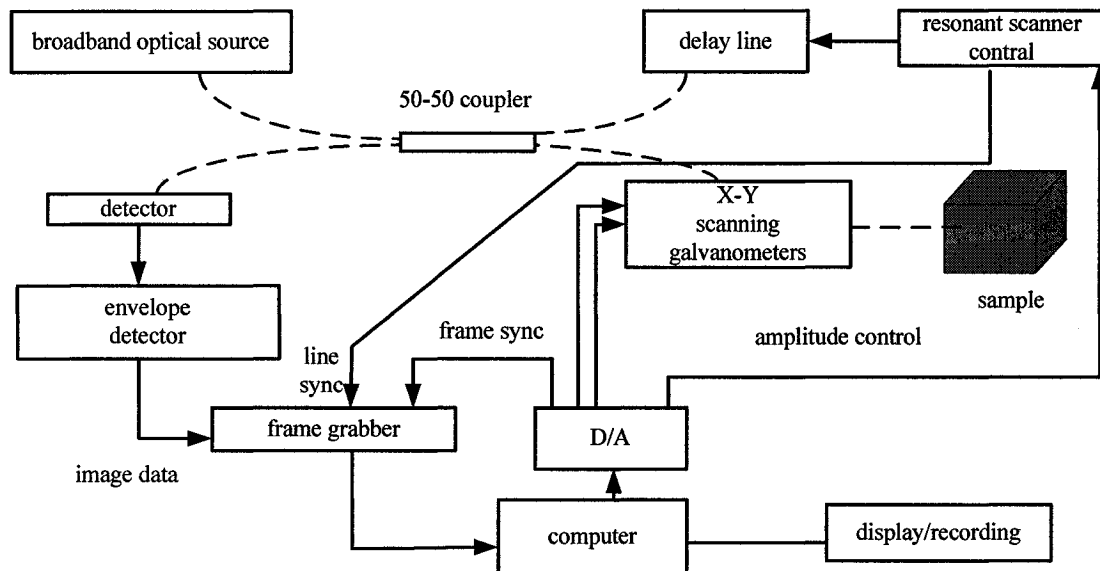 broadband optical source
delay line
resonant scanner
contral
50-50 coupler
detector
X-Y
scanning
galvanometers
sample
envelope
detector
frame sync
amplitude control
line
sync
frame grabber
D/A
image data
computer
display/recording